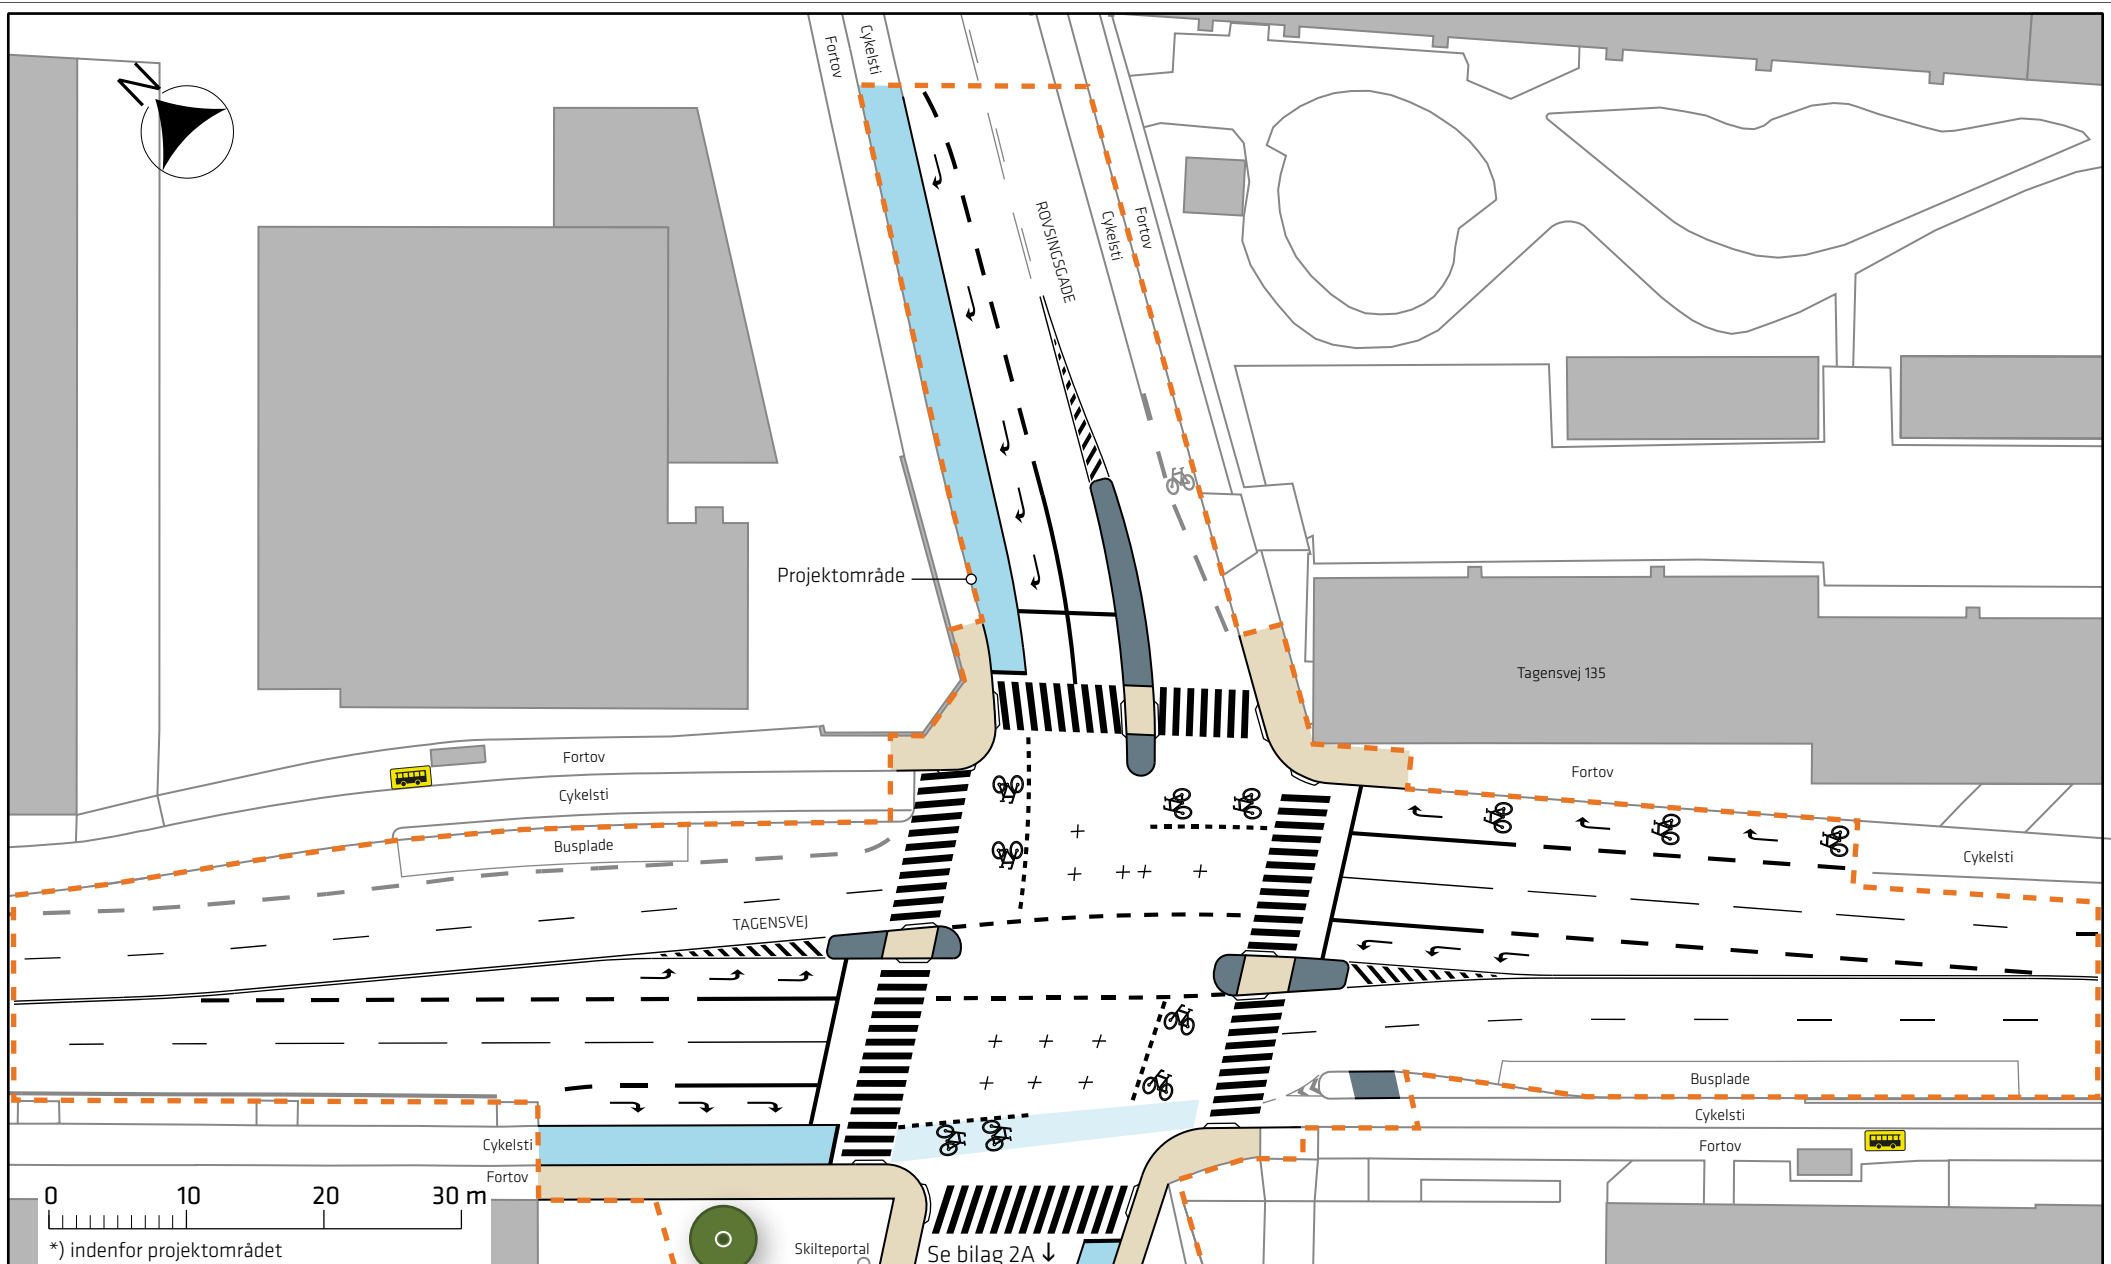 Fortov
Cykelsti
N
ROVSINGSGADE
Cykelsti
Fortov
Projektområde
Tagensvej 135
Fortov
Cykelsti
Busplade
TAGENSVEJ
Fortov
Cykelsti
Busplade
Cykelsti
Fortov
Cykelsti
Fortov
0 10 20 30 m
*) indenfor projektområdet
Skilteportal
Se bilag 2A ↓